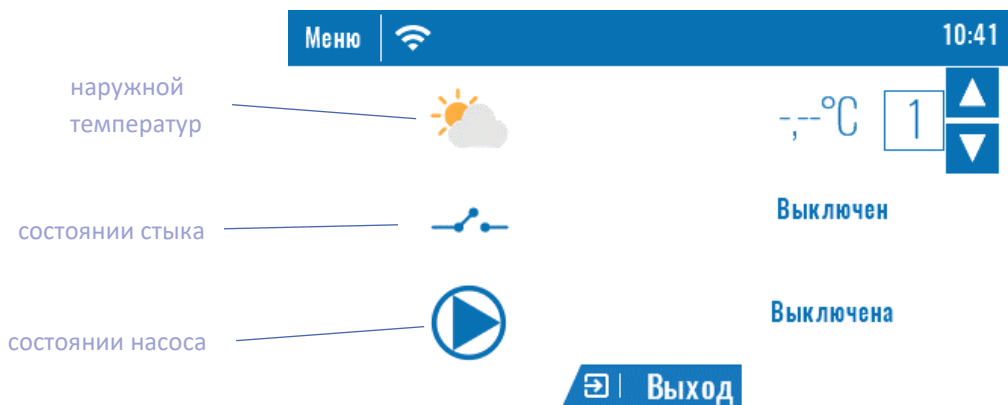 Меню
10:41
наружной
температур
-,--°C 1
состоянии стыка
Выключен
состоянии насоса
Выключена
Выход